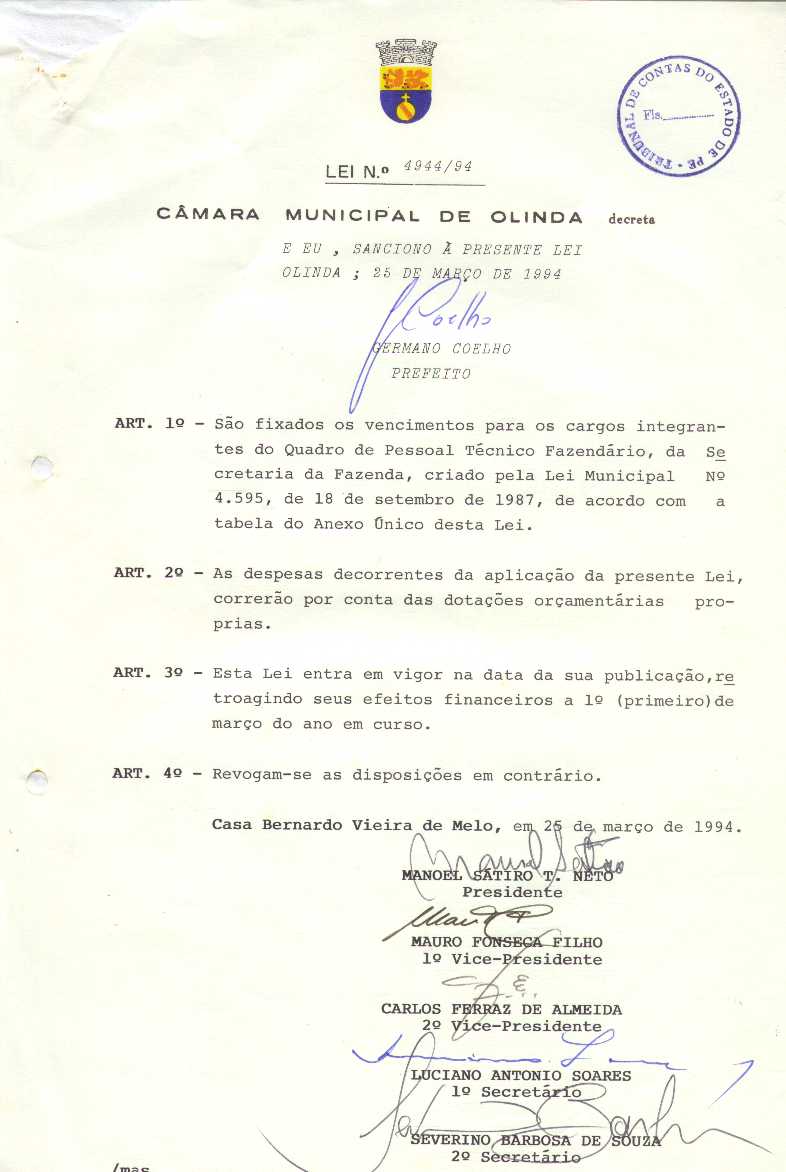 TRIBUNAL DE CONTAS DO ESTADO DE PE -
Fls.
LEI N.º 4944/94
CÂMARA MUNICIPAL DE OLINDA decreta
E EU , SANCIONO À PRESENTE LEI
OLINDA ; 25 DE MARÇO DE 1994
Coelho
GERMANO COELHO
PREFEITO
ART. 1º - São fixados os vencimentos para os cargos integran-
tes do Quadro de Pessoal Técnico Fazendário, da Se
cretaria da Fazenda, criado pela Lei Municipal Nº
4.595, de 18 de setembro de 1987, de acordo com a
tabela do Anexo Único desta Lei.
ART. 2º - As despesas decorrentes da aplicação da presente Lei,
correrão por conta das dotações orçamentárias pro-
prias.
ART. 3º - Esta Lei entra em vigor na data da sua publicação,re
troagindo seus efeitos financeiros a 1º (primeiro)de
março do ano em curso.
ART. 4º - Revogam-se as disposições em contrário.
Casa Bernardo Vieira de Melo, em 25 de março de 1994.
MANOEL SÁTIRO T. NETO
Presidente
MAURO FONSECA FILHO
1º Vice-Presidente
CARLOS FERRAZ DE ALMEIDA
2º Vice-Presidente
LUCIANO ANTONIO SOARES
1º Secretário
SEVERINO BARBOSA DE SOUZA
2º Secretário
/mas